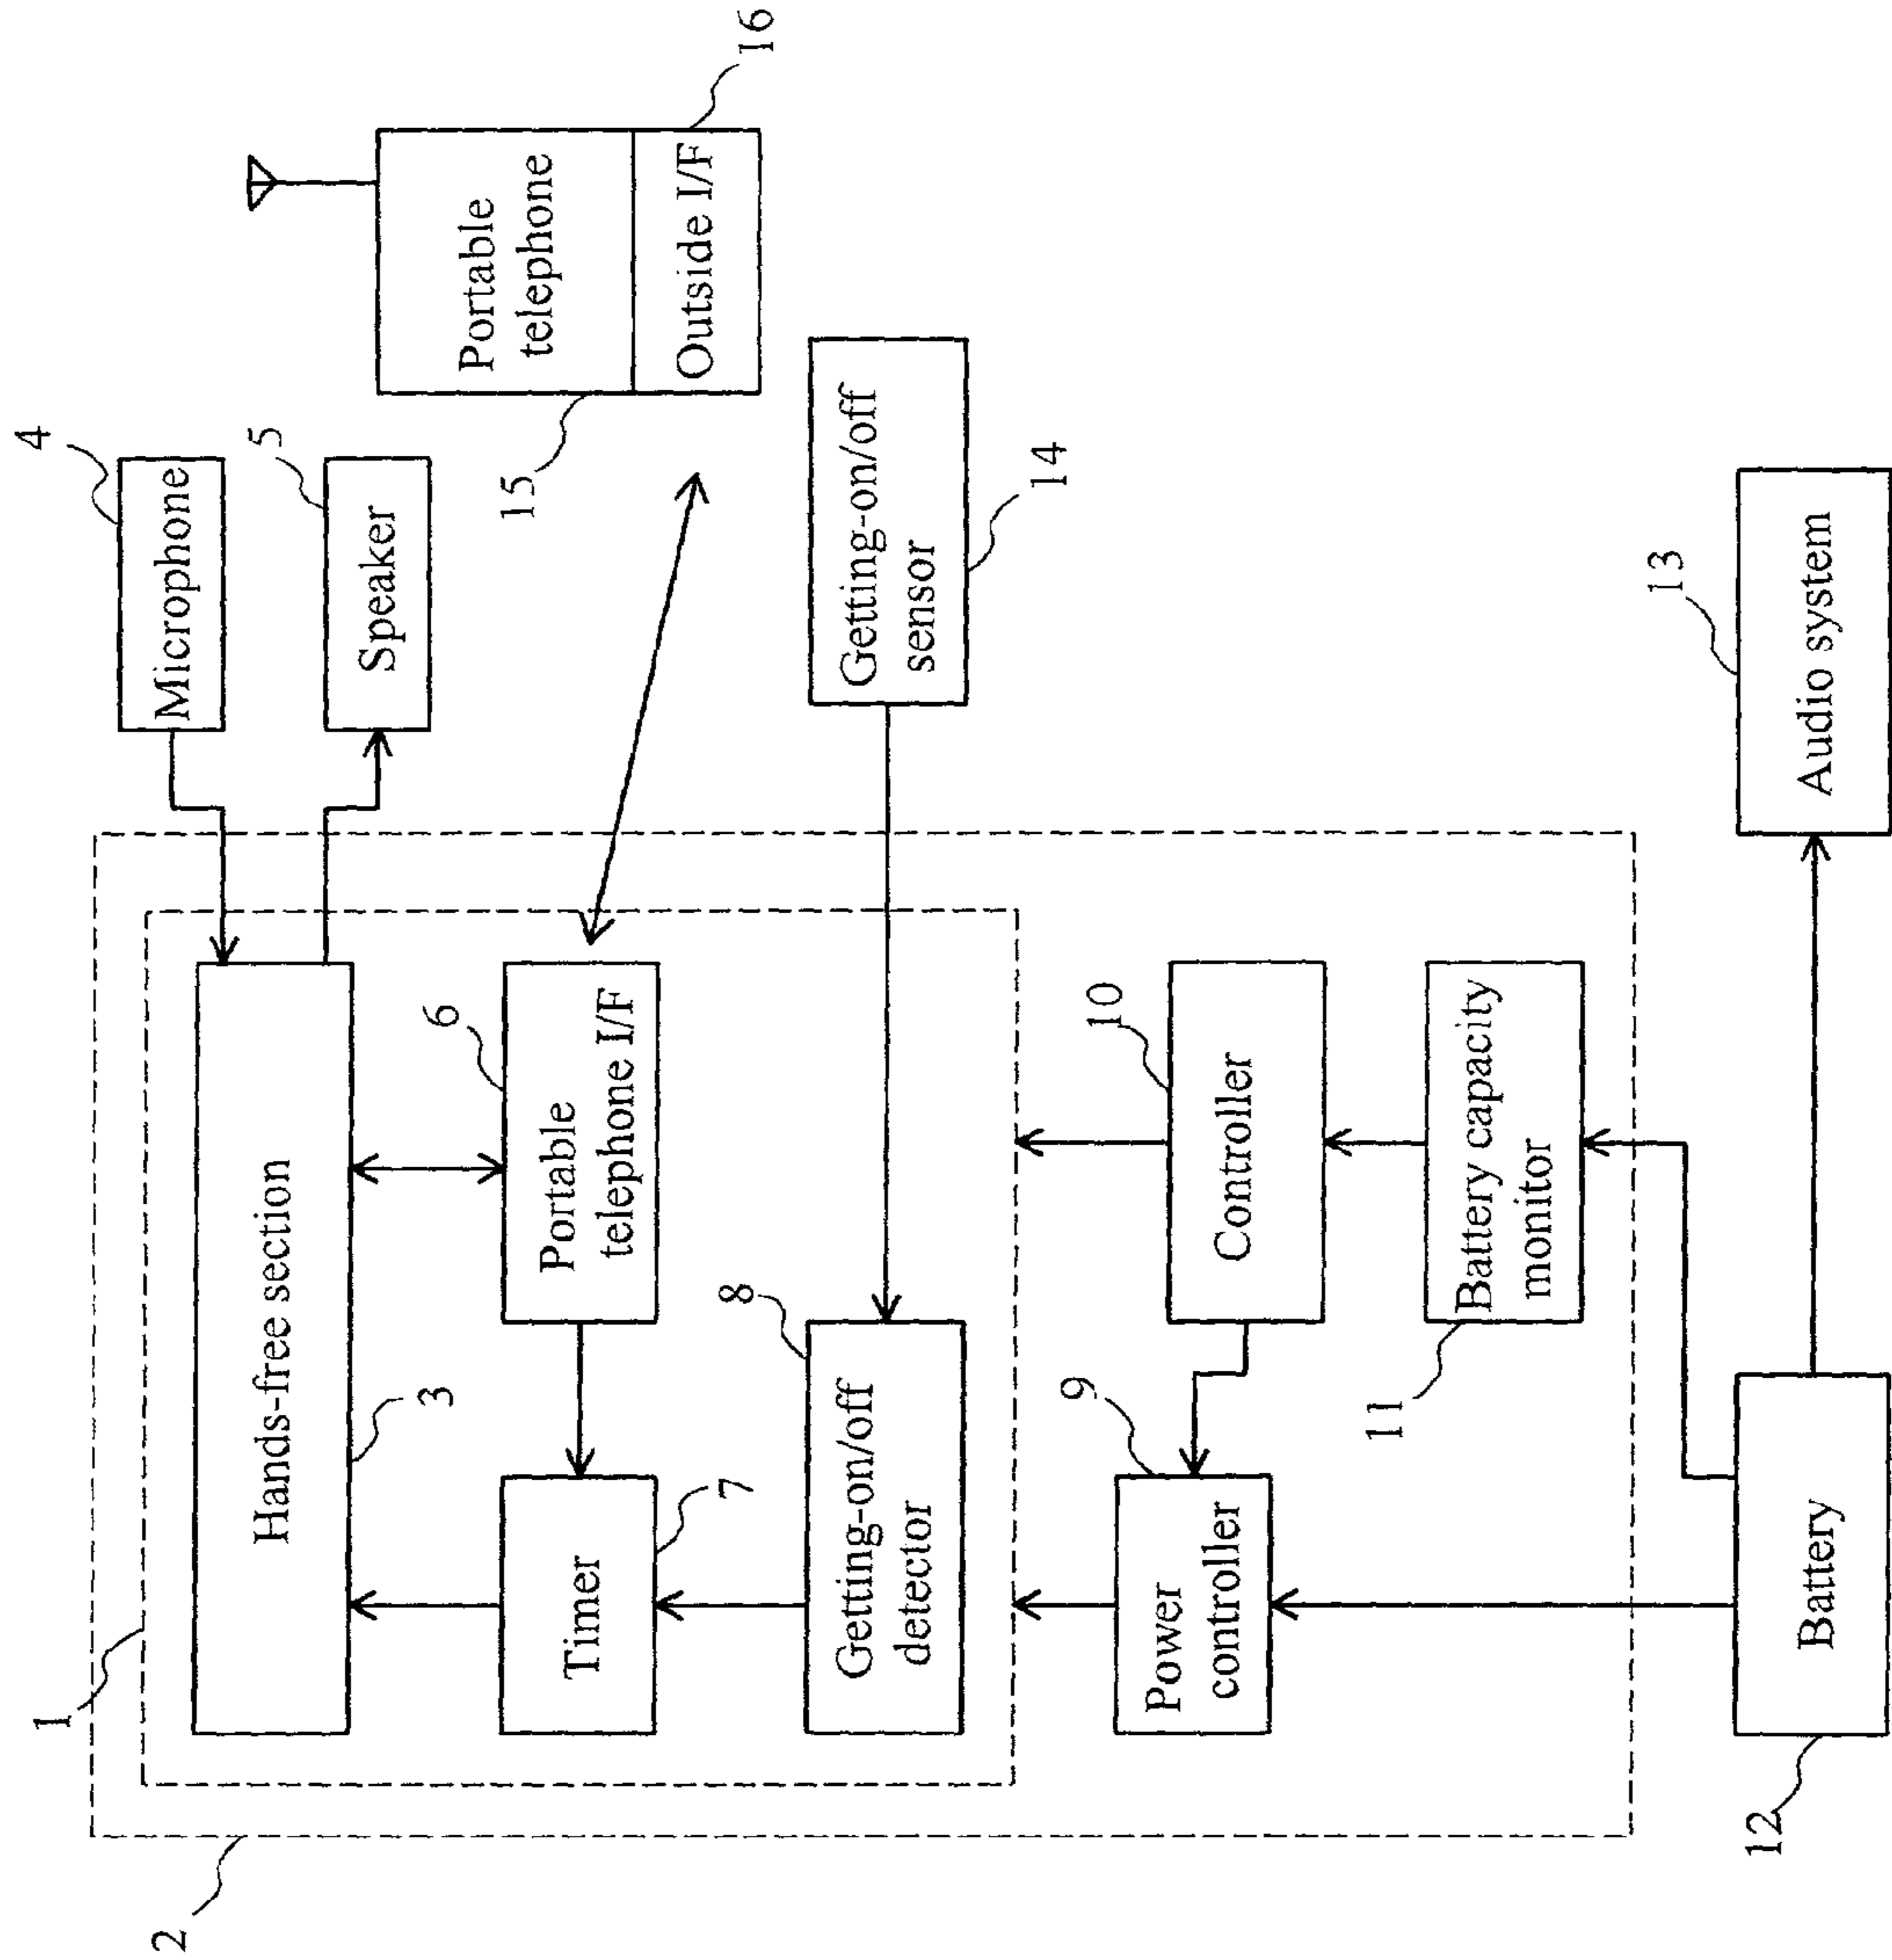 1
2
Hands-free section
3
Microphone
4
Speaker
5
Portable
telephone I/F
6
Timer
7
Getting-on/off
detector
8
Portable
telephone
15
Outside I/F
16
Getting-on/off
sensor
14
Power
controller
9
Controller
10
Battery capacity
monitor
11
Battery
12
Audio system
13